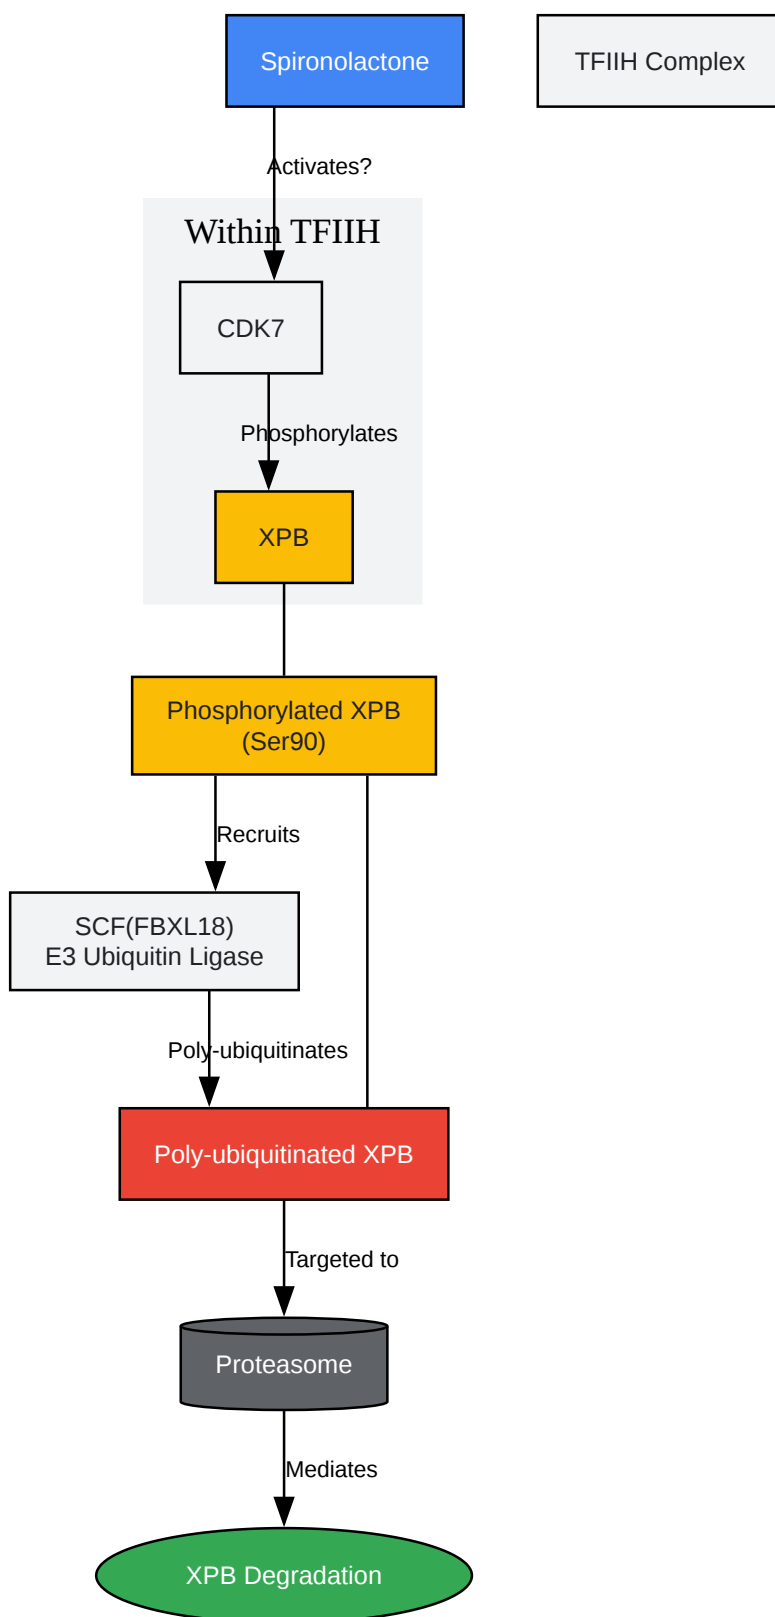 Spironolactone
TFIIH Complex
Activates?
Within TFIIH
CDK7
Phosphorylates
XPB
Phosphorylated XPB
(Ser90)
Recruits
SCF(FBXL18)
E3 Ubiquitin Ligase
Poly-ubiquitinates
Poly-ubiquitinated XPB
Targeted to
Proteasome
Mediates
XPB Degradation